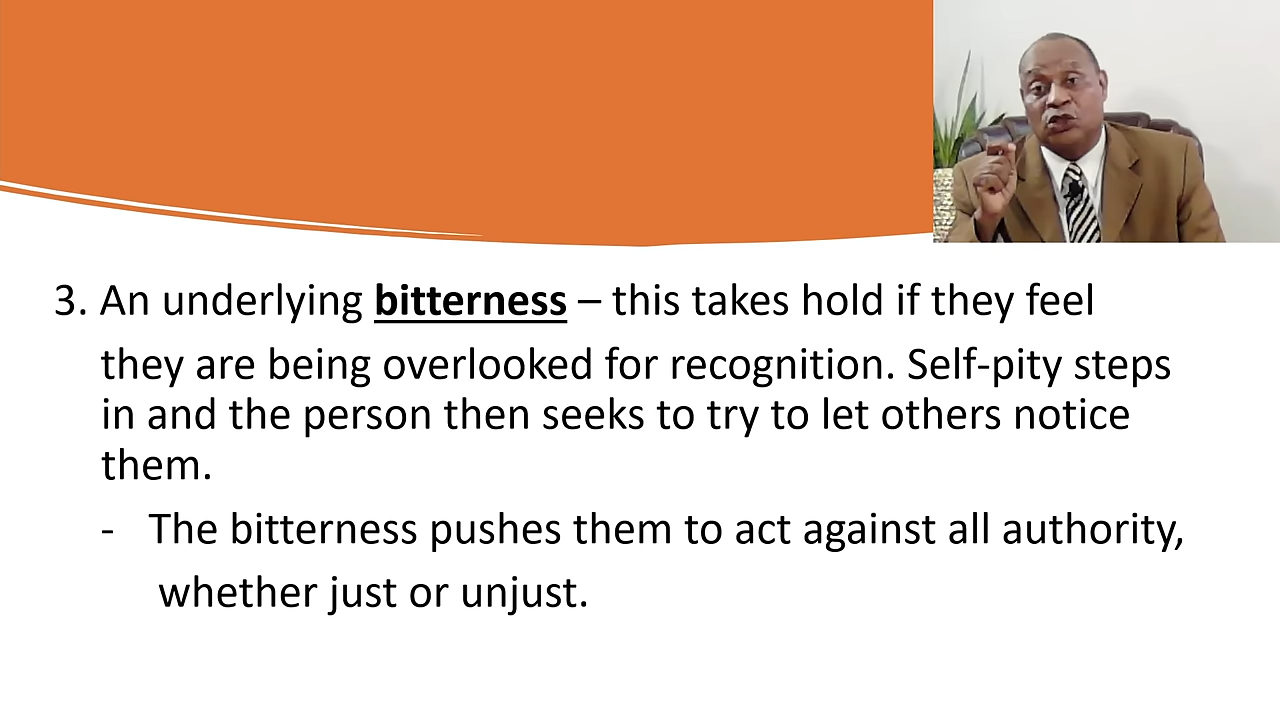 3. An underlying bitterness – this takes hold if they feel
they are being overlooked for recognition. Self-pity steps
in and the person then seeks to try to let others notice
them.
- The bitterness pushes them to act against all authority,
whether just or unjust.